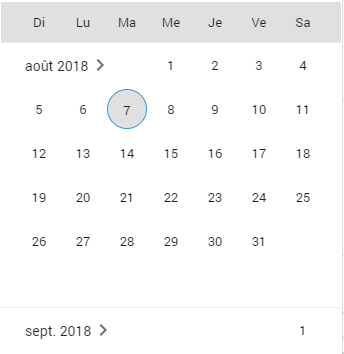 Di Lu Ma Me Je Ve Sa
août 2018 1 2 3 4
5 6 7 8 9 10 11
12 13 14 15 16 17 18
19 20 21 22 23 24 25
26 27 28 29 30 31
sept. 2018 1